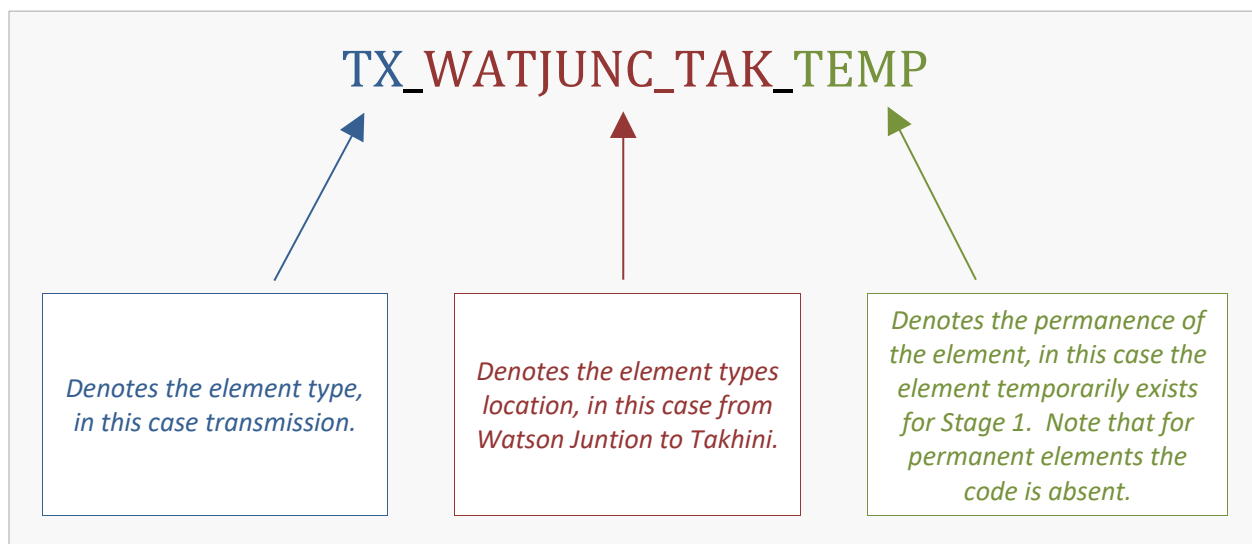 TX_WATJUNC_TAK_TEMP
Denotes the element type,
in this case transmission.
Denotes the element types
location, in this case from
Watson Juntion to Takhini.
Denotes the permanence of
the element, in this case the
element temporarily exists
for Stage 1.  Note that for
permanent elements the
code is absent.